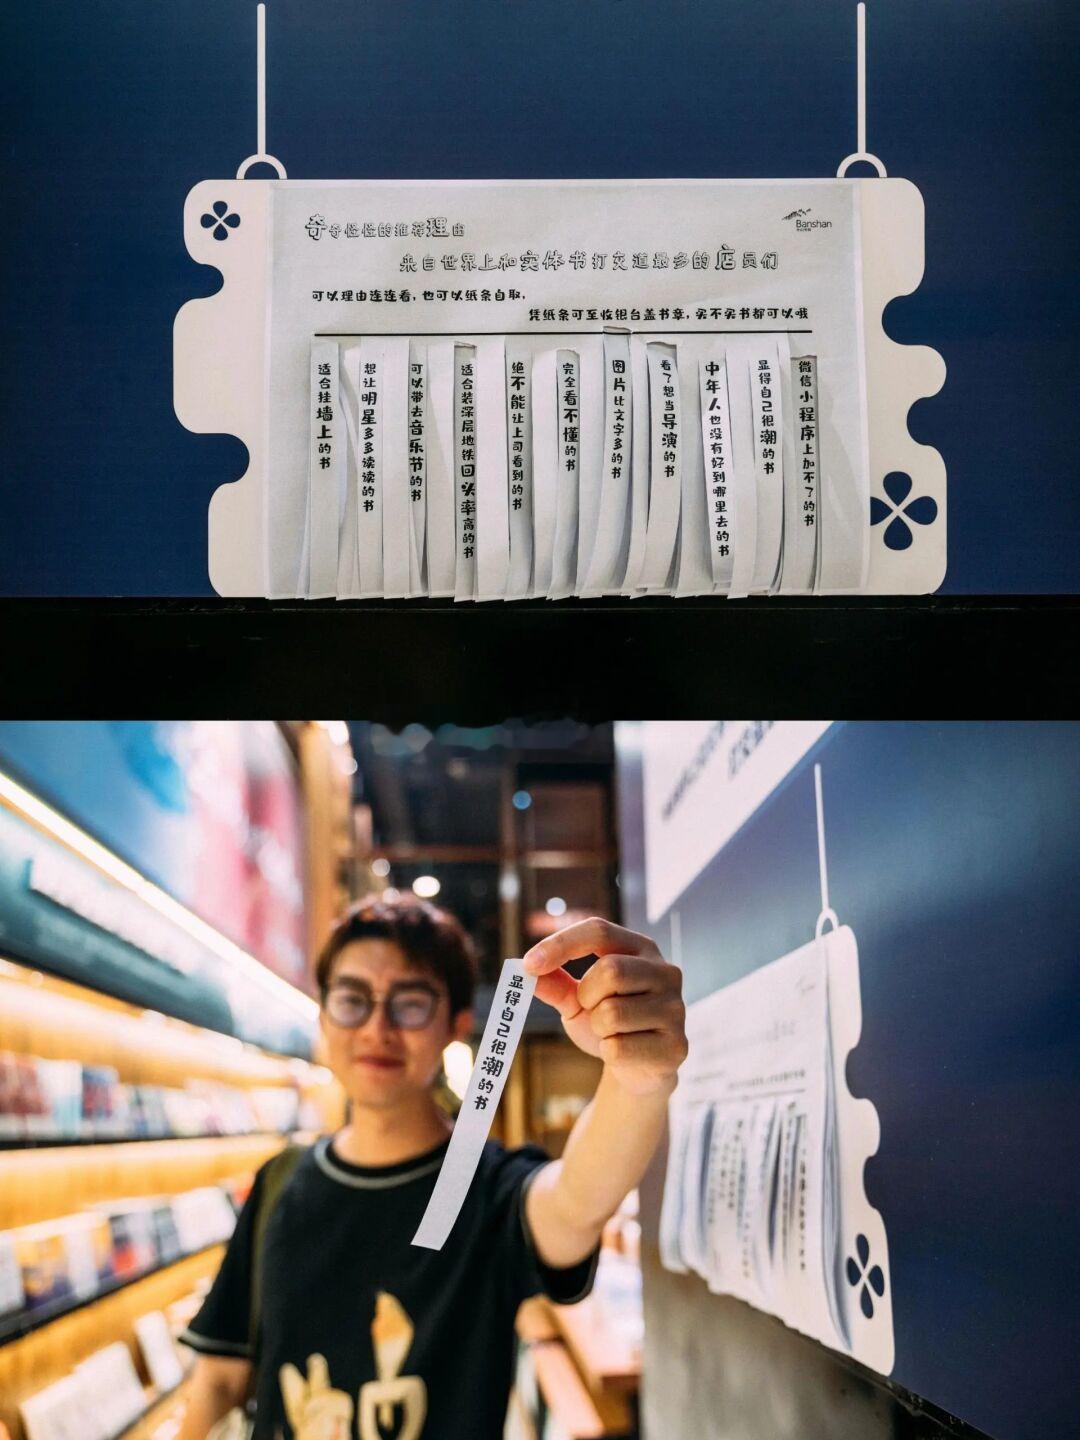 奇奇怪怪的推荐理由
Banshan
来自世界上和实体书打交道最多的店员们
可以理由连连看，也可以纸条自取，
凭纸条可至收银台盖书章，买不买书都可以哦
适合挂墙上的书
想让明星多多读读的书
可以带去音乐节的书
适合装深层地铁回头率高的书
绝不能让上司看到的书
完全看不懂的书
图片比文字多的书
看了想当导演的书
中年人也没有好到哪里去的书
显得自己很潮的书
微信小程序上加不了的书
显得自己很潮的书